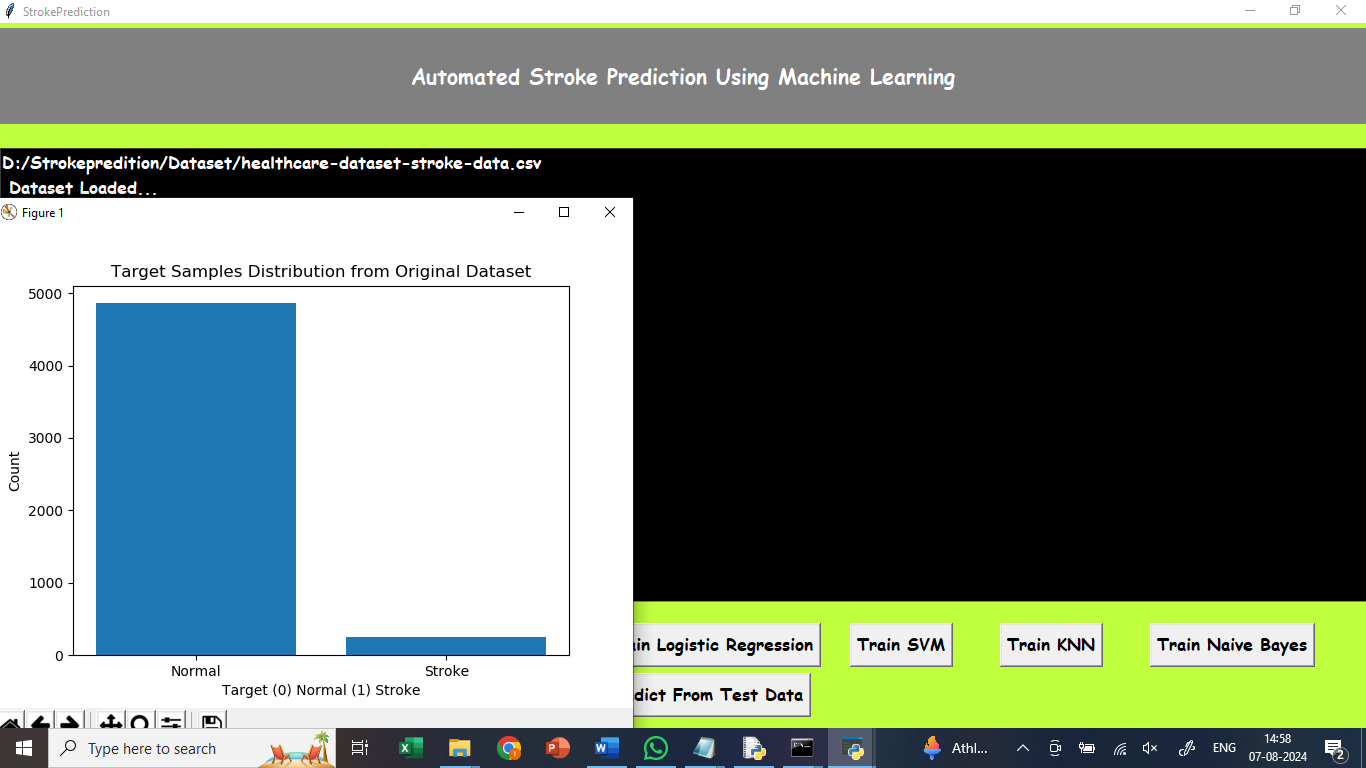 StrokePrediction
Automated Stroke Prediction Using Machine Learning
D:/Strokepredition/Dataset/healthcare-dataset-stroke-data.csv
Dataset Loaded...
Figure 1
Target Samples Distribution from Original Dataset
5000
4000
3000
2000
1000
0
Count
Normal Stroke
Target (0) Normal (1) Stroke
in Logistic Regression
Train SVM
Train KNN
Train Naive Bayes
dict From Test Data
Type here to search
Athl...
ENG
14:58
07-08-2024
2